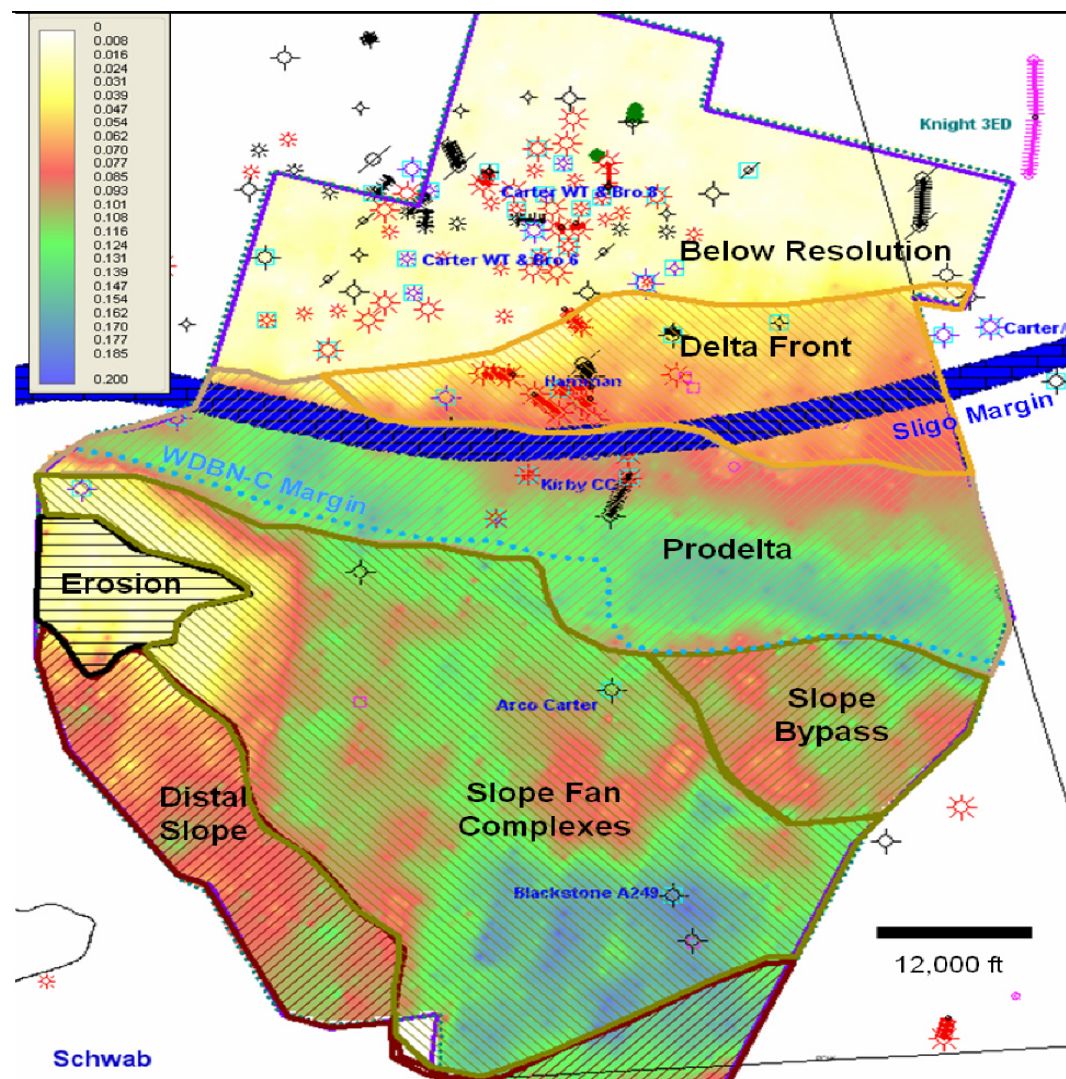 0
0.008
0.016
0.024
0.031
0.039
0.047
0.054
0.062
0.070
0.077
0.085
0.093
0.101
0.108
0.116
0.124
0.131
0.139
0.147
0.154
0.162
0.170
0.177
0.185
0.200
Knight 3ED
Carter WT & Bro 8
Carter WT & Bro 6
Below Resolution
Carter/
Delta Front
Sligo Margin
WDBN-C Margin
Kirby CC
Prodelta
Erosion
Arco Carter
Slope
Bypass
Distal
Slope
Slope Fan
Complexes
Blackstone A249
12,000 ft
Schwab